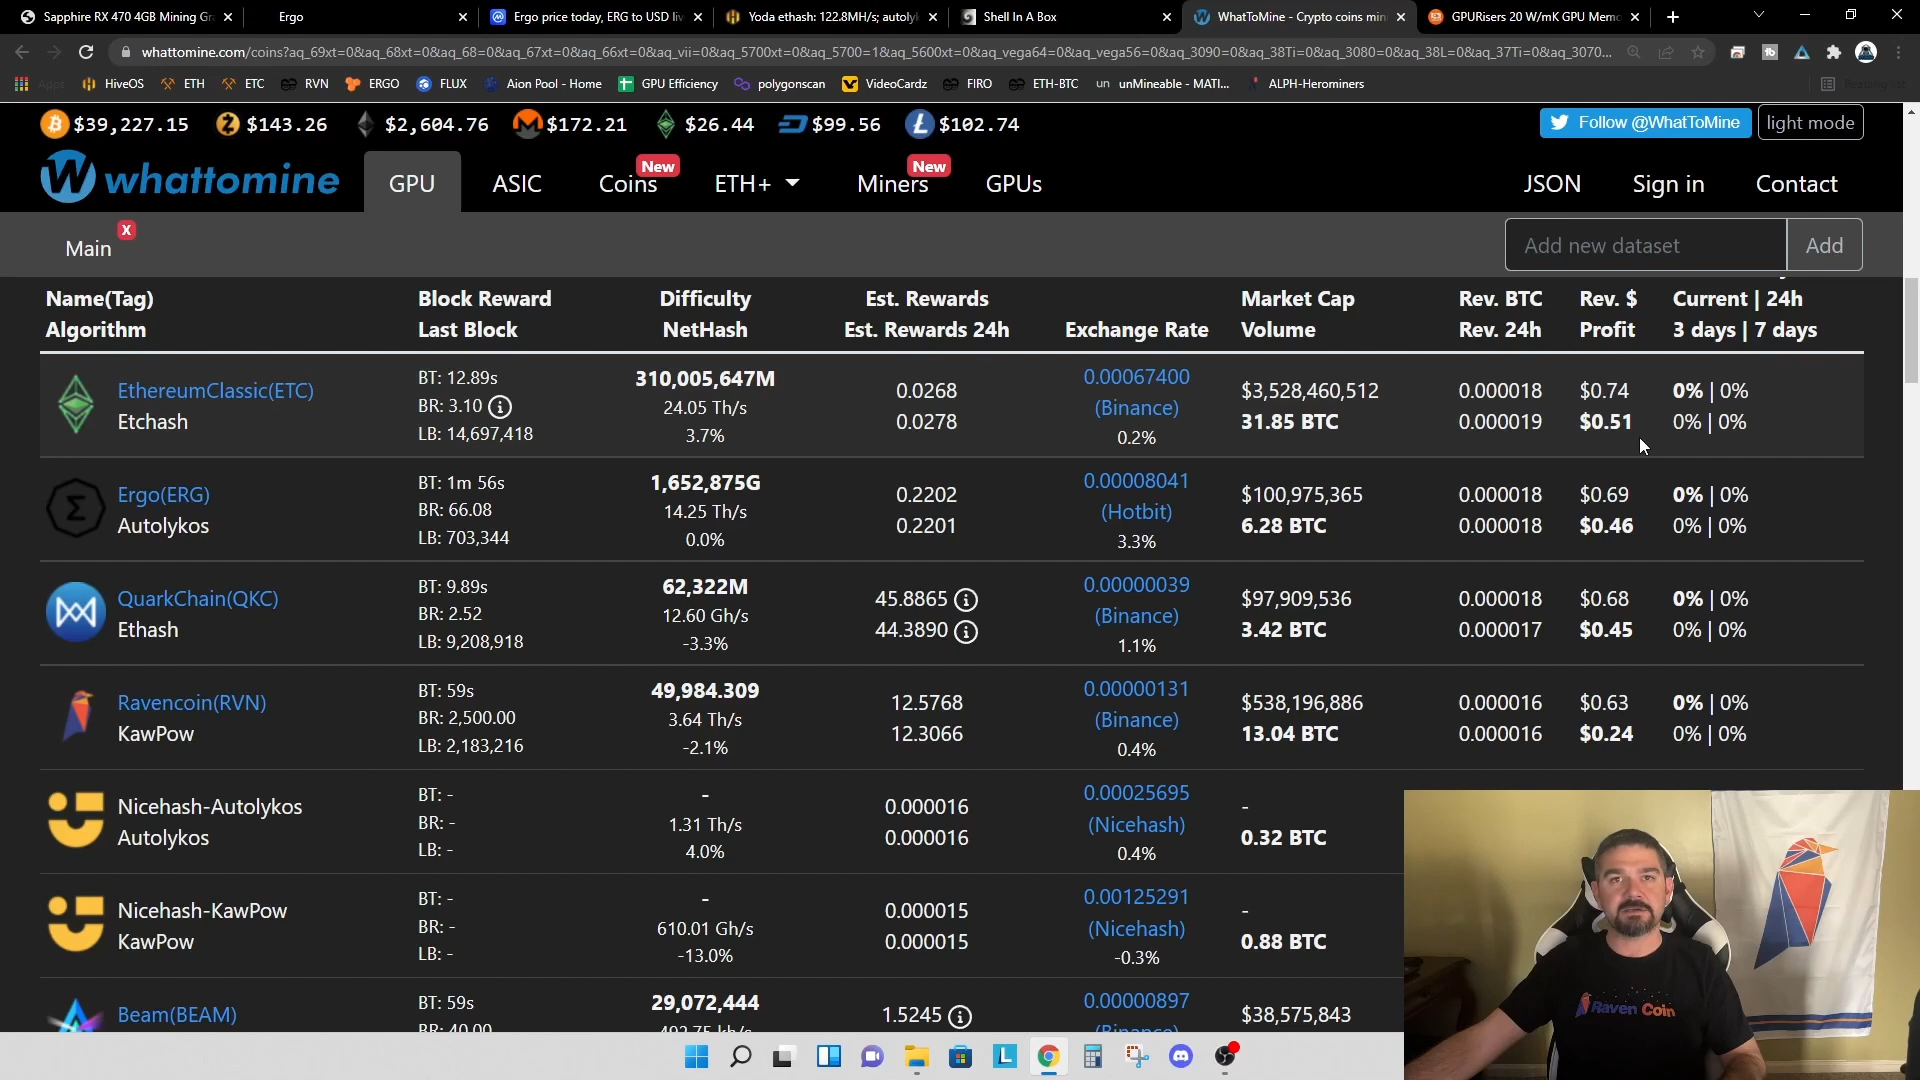 Sapphire RX 470 4GB Mining Gr
Ergo
Ergo price today, ERG to USD liv
Yoda ethash: 122.8MH/s; autolyk
Shell In A Box
WhatToMine - Crypto coins min
GPURisers 20 W/mK GPU Mem
whattomine.com/coins?aq_69xt=0&aq_68xt=0&aq_68=0&aq_67xt=0&aq_66xt=0&aq_vii=0&aq_5700xt=0&aq_5700=1&aq_5600xt=0&aq_vega64=0&aq_vega56=0&aq_3090=0&aq_38Ti=0&aq_3080=0&aq_38L=0&aq_37Ti=0&aq_3070...
Apps HiveOS ETH ETC RVN ERGO FLUX Aion Pool - Home GPU Efficiency polygonscan VideoCardz FIRO ETH-BTC unMineable - MATI... ALPH-Herominers Reading list
$39,227.15 $143.26 $2,604.76 $172.21 $26.44 $99.56 $102.74
Follow @WhatToMine
light mode
whattomine
GPU
ASIC
Coins New
ETH+
Miners New
GPUs
JSON
Sign in
Contact
Main X
Add new dataset
Add
Name(Tag) Block Reward Difficulty Est. Rewards Market Cap Rev. BTC Rev. $ Current | 24h
Algorithm Last Block NetHash Est. Rewards 24h Exchange Rate Volume Rev. 24h Profit 3 days | 7 days
EthereumClassic(ETC)
Etchash
BT: 12.89s
BR: 3.10
LB: 14,697,418
310,005,647M
24.05 Th/s
3.7%
0.0268
0.0278
0.00067400
(Binance)
0.2%
$3,528,460,512
31.85 BTC
0.000018
0.000019
$0.74
$0.51
0% | 0%
0% | 0%
Ergo(ERG)
Autolykos
BT: 1m 56s
BR: 66.08
LB: 703,344
1,652,875G
14.25 Th/s
0.0%
0.2202
0.2201
0.00008041
(Hotbit)
3.3%
$100,975,365
6.28 BTC
0.000018
0.000018
$0.69
$0.46
0% | 0%
0% | 0%
QuarkChain(QKC)
Ethash
BT: 9.89s
BR: 2.52
LB: 9,208,918
62,322M
12.60 Gh/s
-3.3%
45.8865
44.3890
0.00000039
(Binance)
1.1%
$97,909,536
3.42 BTC
0.000018
0.000017
$0.68
$0.45
0% | 0%
0% | 0%
Ravencoin(RVN)
KawPow
BT: 59s
BR: 2,500.00
LB: 2,183,216
49,984.309
3.64 Th/s
-2.1%
12.5768
12.3066
0.00000131
(Binance)
0.4%
$538,196,886
13.04 BTC
0.000016
0.000016
$0.63
$0.24
0% | 0%
0% | 0%
Nicehash-Autolykos
Autolykos
BT: -
BR: -
LB: -
-
1.31 Th/s
4.0%
0.000016
0.000016
0.00025695
(Nicehash)
0.4%
-
0.32 BTC
Nicehash-KawPow
KawPow
BT: -
BR: -
LB: -
-
610.01 Gh/s
-13.0%
0.000015
0.000015
0.00125291
(Nicehash)
-0.3%
-
0.88 BTC
Beam(BEAM)
BT: 59s
BR: 40.00
29,072,444
492.75 kh/s
1.5245
0.00000897
(Binance)
$38,575,843
Raven Coin